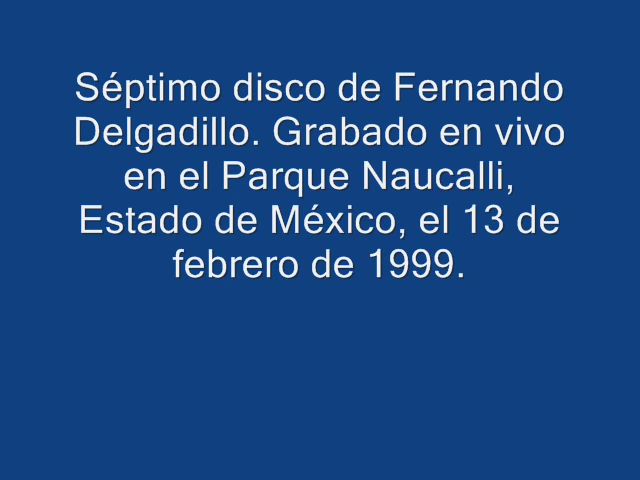 Séptimo disco de Fernando
Delgadillo. Grabado en vivo
en el Parque Naucalli,
Estado de México, el 13 de
febrero de 1999.